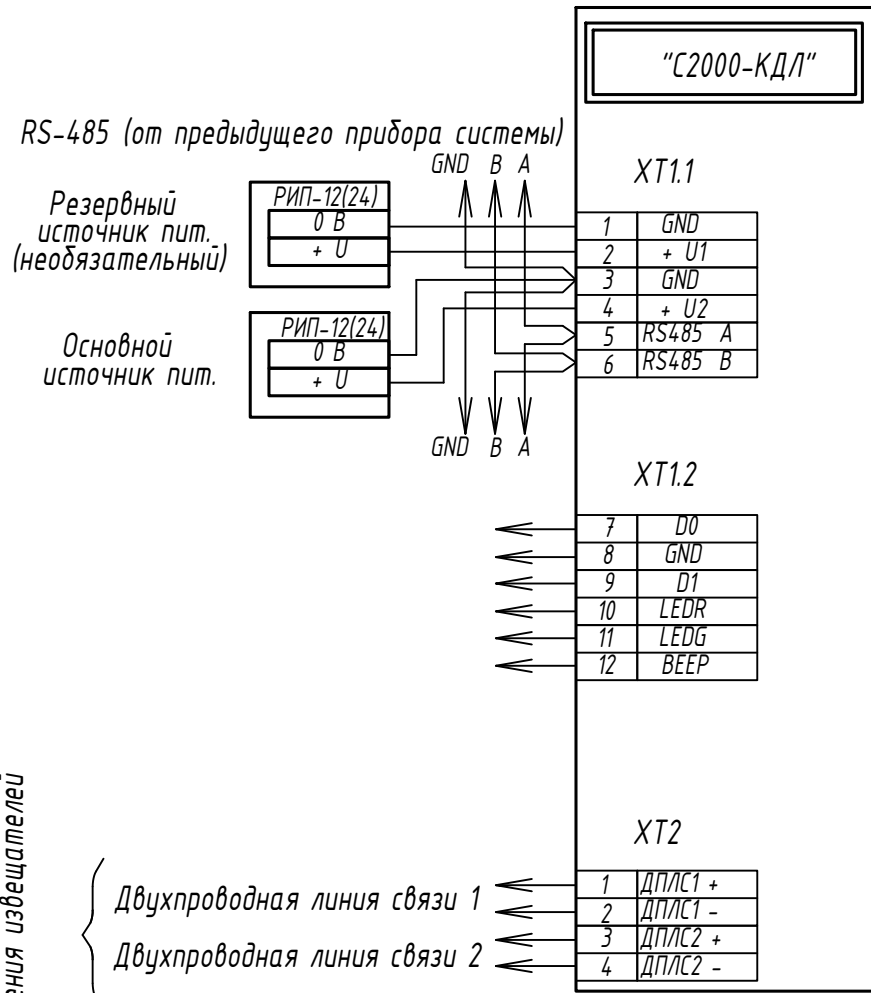 "С2000-КДЛ"
RS-485 (от предыдущего прибора системы)
GND B A
XT1.1
Резервный
источник пит.
(необязательный)
РИП-12(24)
0 В
+ U
1 GND
2 + U1
3 GND
4 + U2
5 RS485 A
6 RS485 B
Основной
источник пит.
РИП-12(24)
0 В
+ U
GND B A
XT1.2
7 D0
8 GND
9 D1
10 LEDR
11 LEDG
12 BEEP
XT2
извещателей
Двухпроводная линия связи 1
Двухпроводная линия связи 2
1 ДПЛС1 +
2 ДПЛС1 -
3 ДПЛС2 +
4 ДПЛС2 -